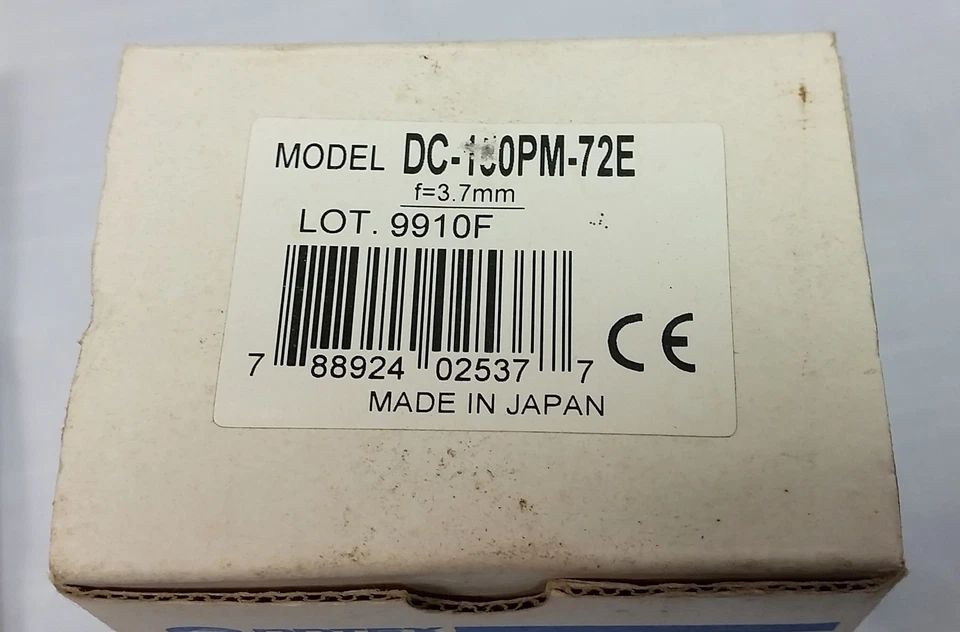 MODEL
f=3.7mm
LOT. 9910F
7 88924 02537 7
CE
MADE IN JAPAN